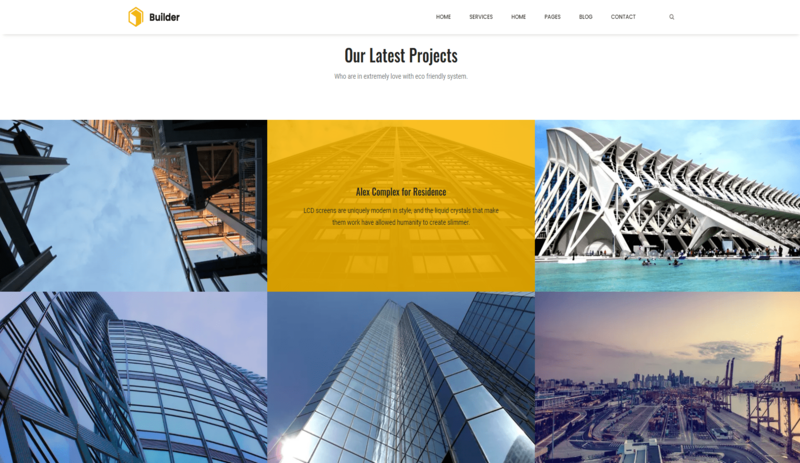 Builder
HOME SERVICES HOME PAGES BLOG CONTACT
Our Latest Projects
Who are in extremely love with eco friendly system.
Alex Complex for Residence
LCD screens are uniquely modern in style, and the liquid crystals that make
them work have allowed humanity to create slimmer.